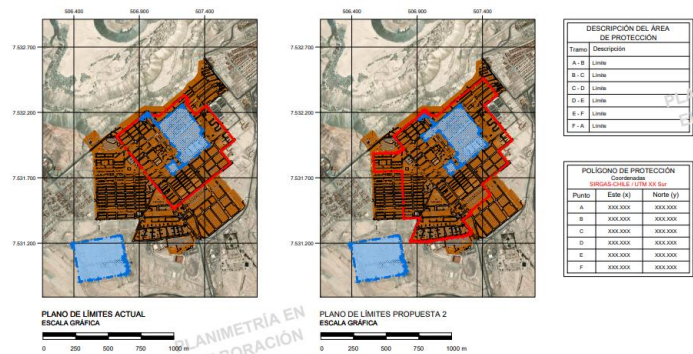 506.400 506.900 507.400
7.532.700
7.532.200
7.531.700
7.531.200
PLANO DE LÍMITES ACTUAL
ESCALA GRÁFICA
0 250 500 750 1000 m
506.400 506.900 507.400
7.532.700
7.532.200
7.531.700
7.531.200
PLANO DE LÍMITES PROPUESTA 2
ESCALA GRÁFICA
0 250 500 750 1000 m
PLANIMETRÍA EN
DESCRIPCIÓN DEL ÁREA
DE PROTECCIÓN
Tramo Descripción
A - B Límite
B - C Límite
C - D Límite
D - E Límite
E - F Límite
F - A Límite
POLÍGONO DE PROTECCIÓN
Coordenadas
SIRGAS-CHILE / UTM XX Sur
Punto Este (x) Norte (y)
A XXX.XXX XXX.XXX
B XXX.XXX XXX.XXX
C XXX.XXX XXX.XXX
D XXX.XXX XXX.XXX
E XXX.XXX XXX.XXX
F XXX.XXX XXX.XXX